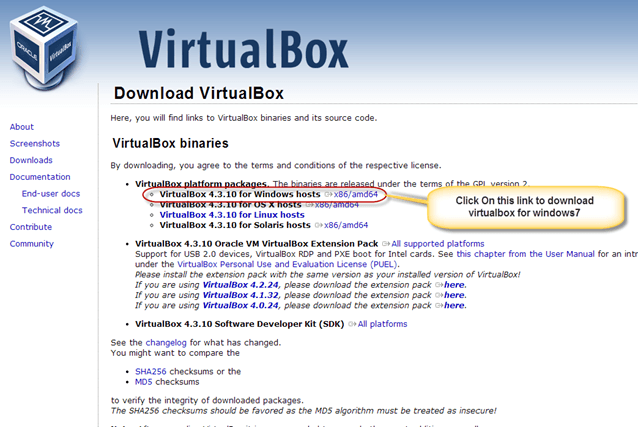 ORACLE
VirtualBox
VirtualBox
Download VirtualBox
Here, you will find links to VirtualBox binaries and its source code.
About
Screenshots
Downloads
Documentation
End-user docs
Technical docs
Contribute
Community
VirtualBox binaries
By downloading, you agree to the terms and conditions of the respective license.
• VirtualBox platform packages. The binaries are released under the terms of the GPL version 2.
• VirtualBox 4.3.10 for Windows hosts x86/amd64
• VirtualBox 4.3.10 for OS X hosts x86/amd64
• VirtualBox 4.3.10 for Linux hosts
• VirtualBox 4.3.10 for Solaris hosts x86/amd64
Click On this link to download
virtualbox for windows7
• VirtualBox 4.3.10 Oracle VM VirtualBox Extension Pack All supported platforms
Support for USB 2.0 devices, VirtualBox RDP and PXE boot for Intel cards. See this chapter from the User Manual for an
under the VirtualBox Personal Use and Evaluation License (PUEL).
Please install the extension pack with the same version as your installed version of VirtualBox!
If you are using VirtualBox 4.2.24, please download the extension pack here.
If you are using VirtualBox 4.1.32, please download the extension pack here.
If you are using VirtualBox 4.0.24, please download the extension pack here.
• VirtualBox 4.3.10 Software Developer Kit (SDK) All platforms
See the changelog for what has changed.
You might want to compare the
• SHA256 checksums or the
• MD5 checksums
to verify the integrity of downloaded packages.
The SHA256 checksums should be favored as the MD5 algorithm must be treated as insecure!